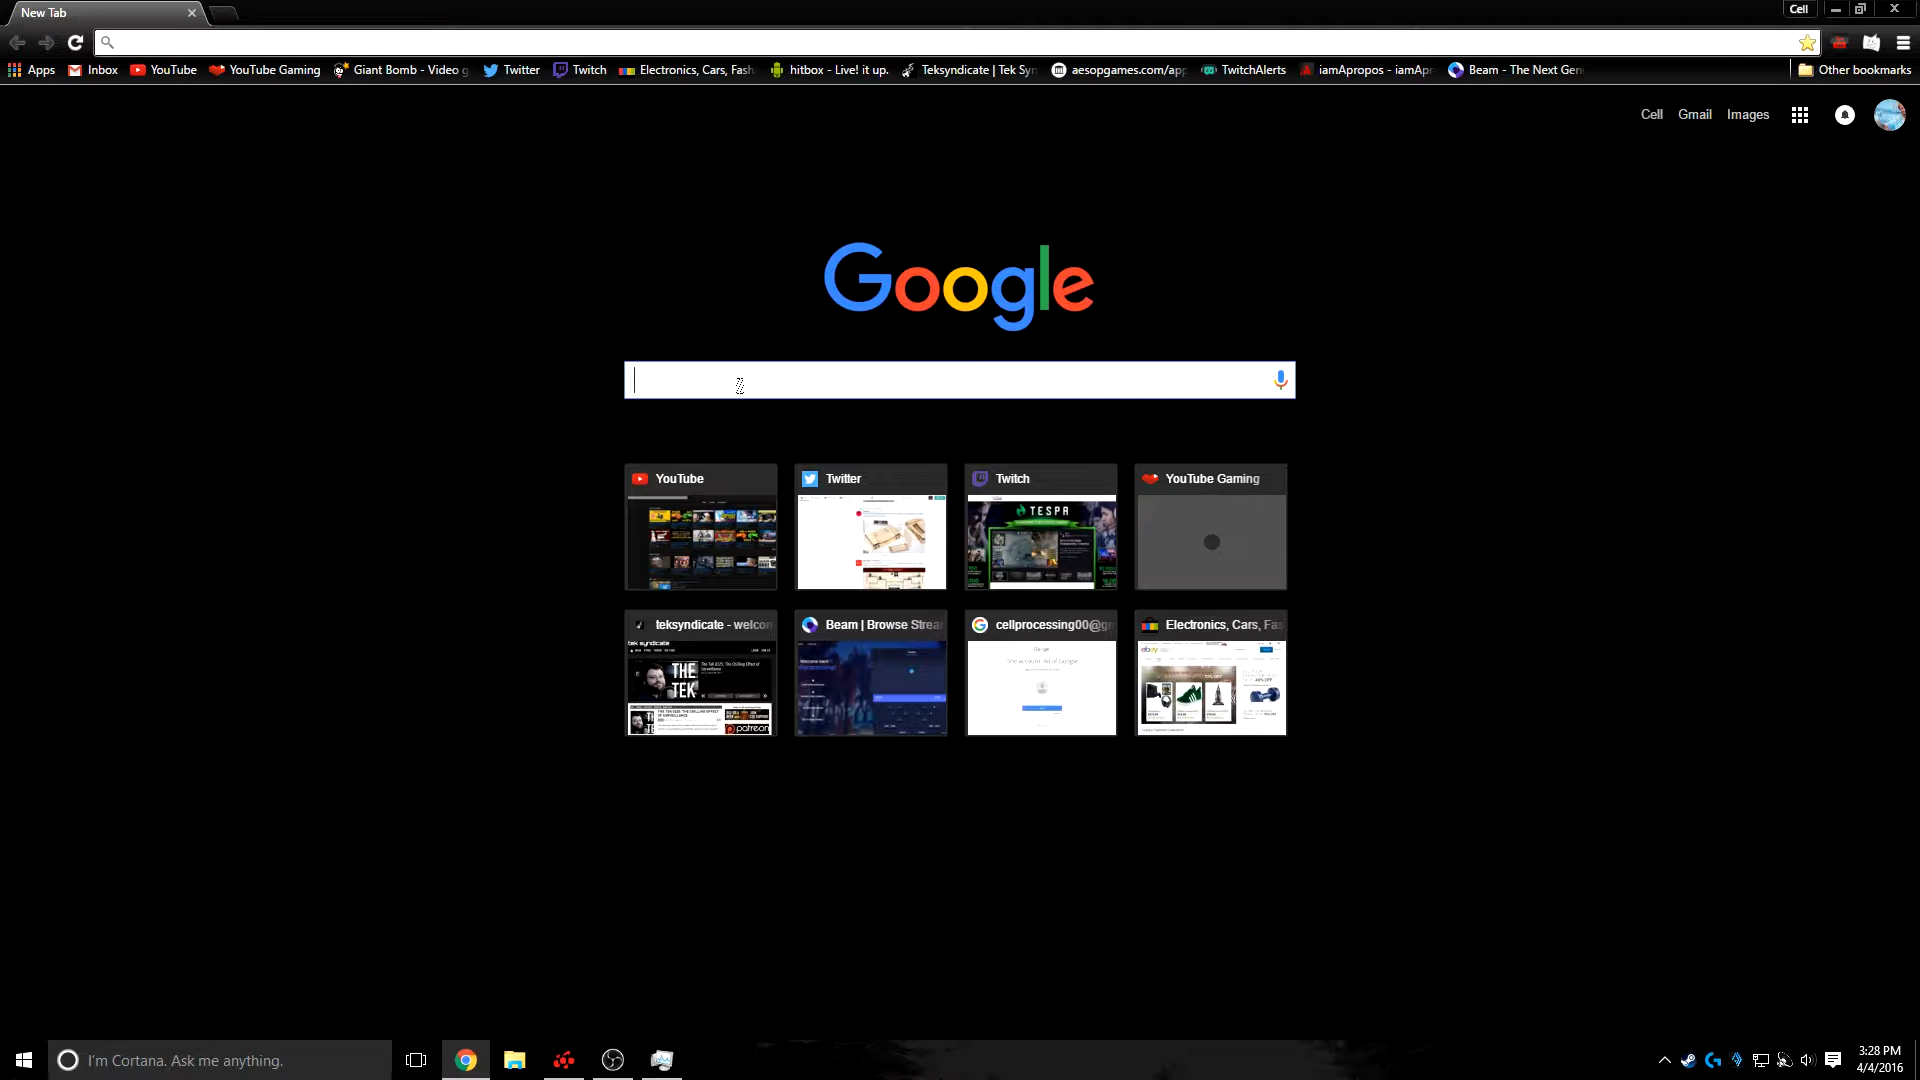 New Tab
Cell
Apps
Inbox
YouTube
YouTube Gaming
Giant Bomb - Video g
Twitter
Twitch
Electronics, Cars, Fash
hitbox - Live! it up.
Teksyndicate | Tek Syn
aesopgames.com/app
TwitchAlerts
iamApropos - iamApr
Beam - The Next Gen
Other bookmarks
Cell
Gmail
Images
Google
YouTube
Twitter
Twitch
YouTube Gaming
TESPA
teksyndicate - welcom
Beam | Browse Strea
cellprocessing00@g
Electronics, Cars, Fas
tek syndicate
THE
TEK
patreon
ebay
I'm Cortana. Ask me anything.
3:28 PM
4/4/2016